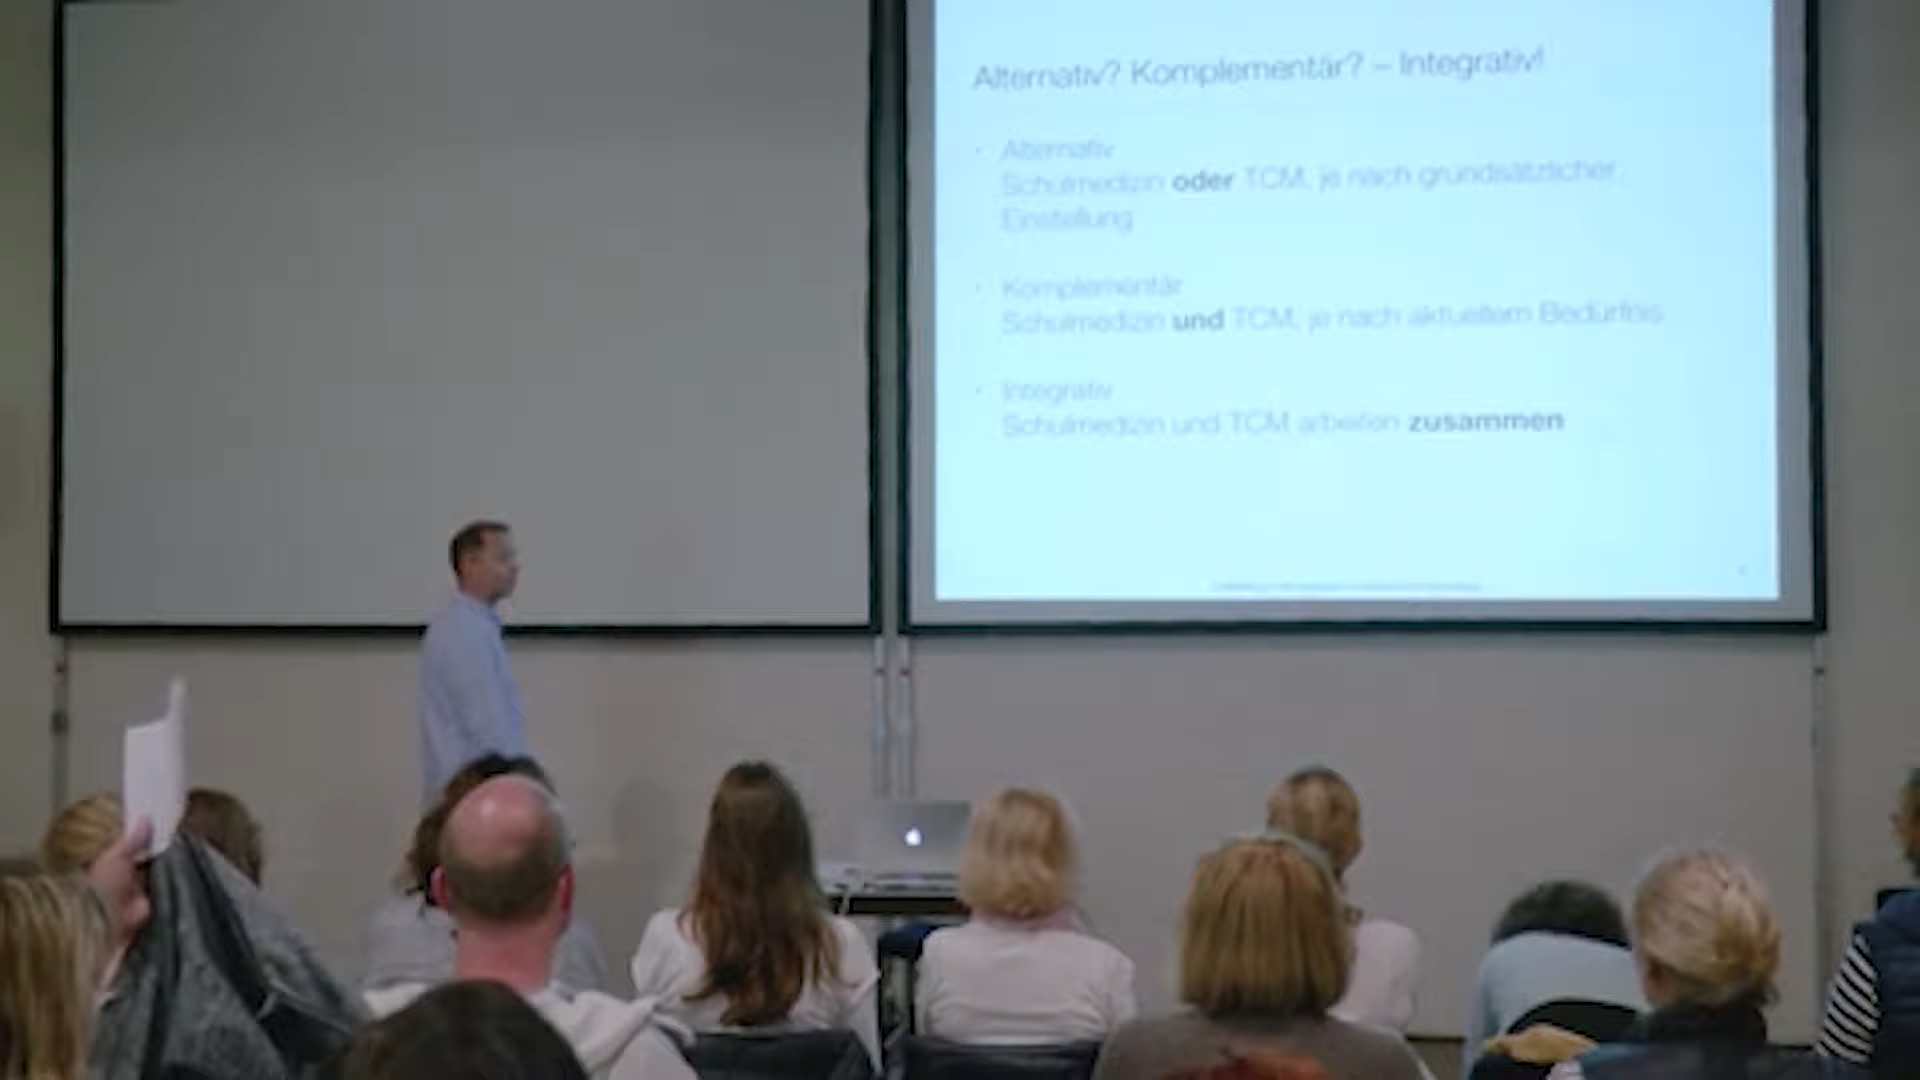 Alternativ? Komplementär? – Integrativ!
· Alternativ
Schulmedizin oder TCM, je nach grundsätzlicher
Einstellung
· Komplementär
Schulmedizin und TCM, je nach aktuellem Bedürfnis
· Integrativ
Schulmedizin und TCM arbeiten zusammen